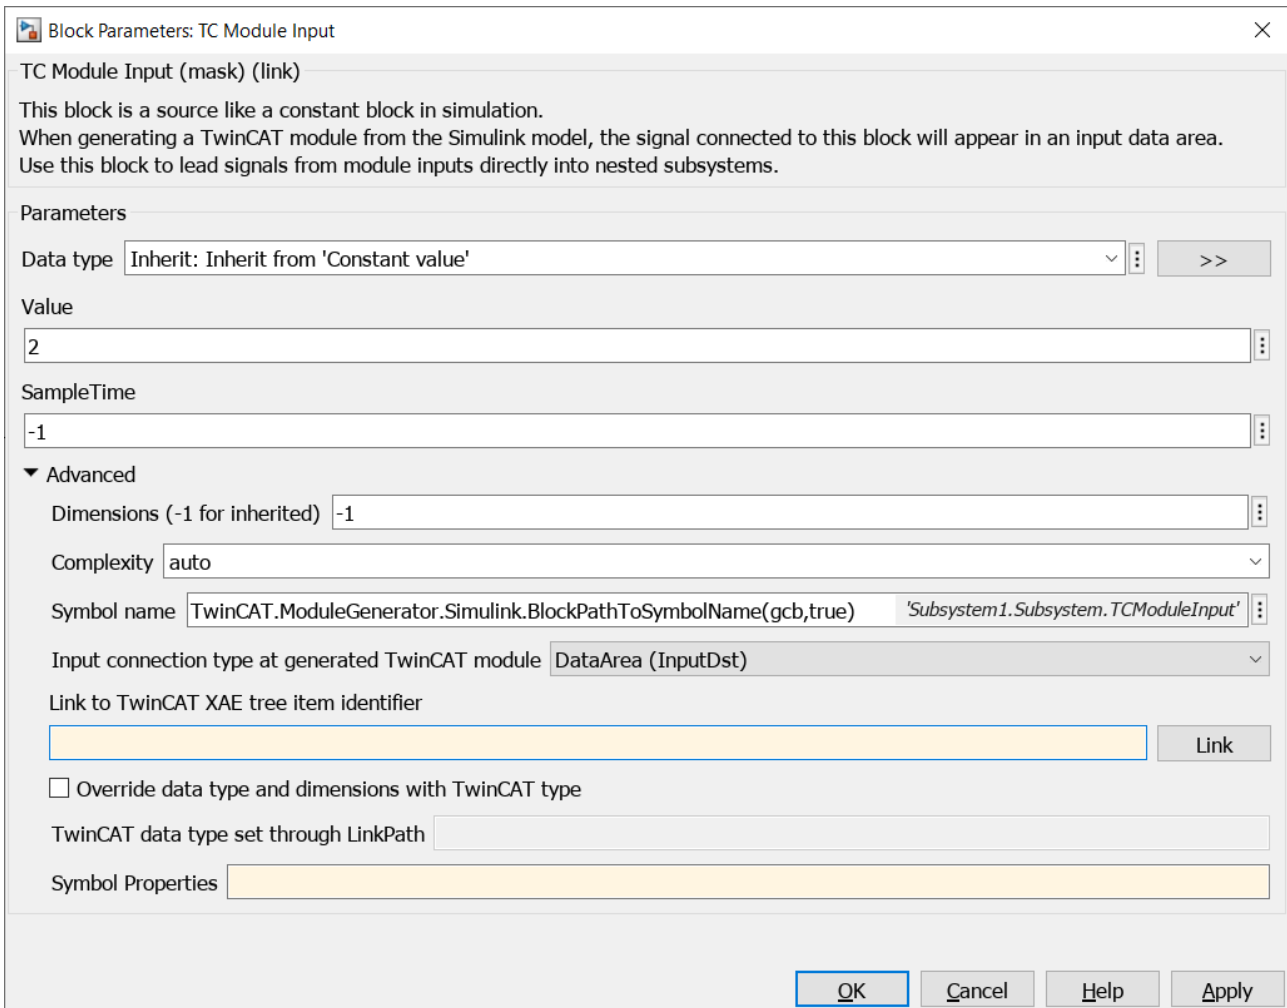 Block Parameters: TC Module Input
TC Module Input (mask) (link)
This block is a source like a constant block in simulation.
When generating a TwinCAT module from the Simulink model, the signal connected to this block will appear in an input data area.
Use this block to lead signals from module inputs directly into nested subsystems.
Parameters
Data type Inherit: Inherit from 'Constant value' >>
Value
2
SampleTime
-1
Advanced
Dimensions (-1 for inherited) -1
Complexity auto
Symbol name TwinCAT.ModuleGenerator.Simulink.BlockPathToSymbolName(gcb,true) 'Subsystem1.Subsystem.TCModuleInput'
Input connection type at generated TwinCAT module DataArea (InputDst)
Link to TwinCAT XAE tree item identifier
Link
Override data type and dimensions with TwinCAT type
TwinCAT data type set through LinkPath
Symbol Properties
OK Cancel Help Apply